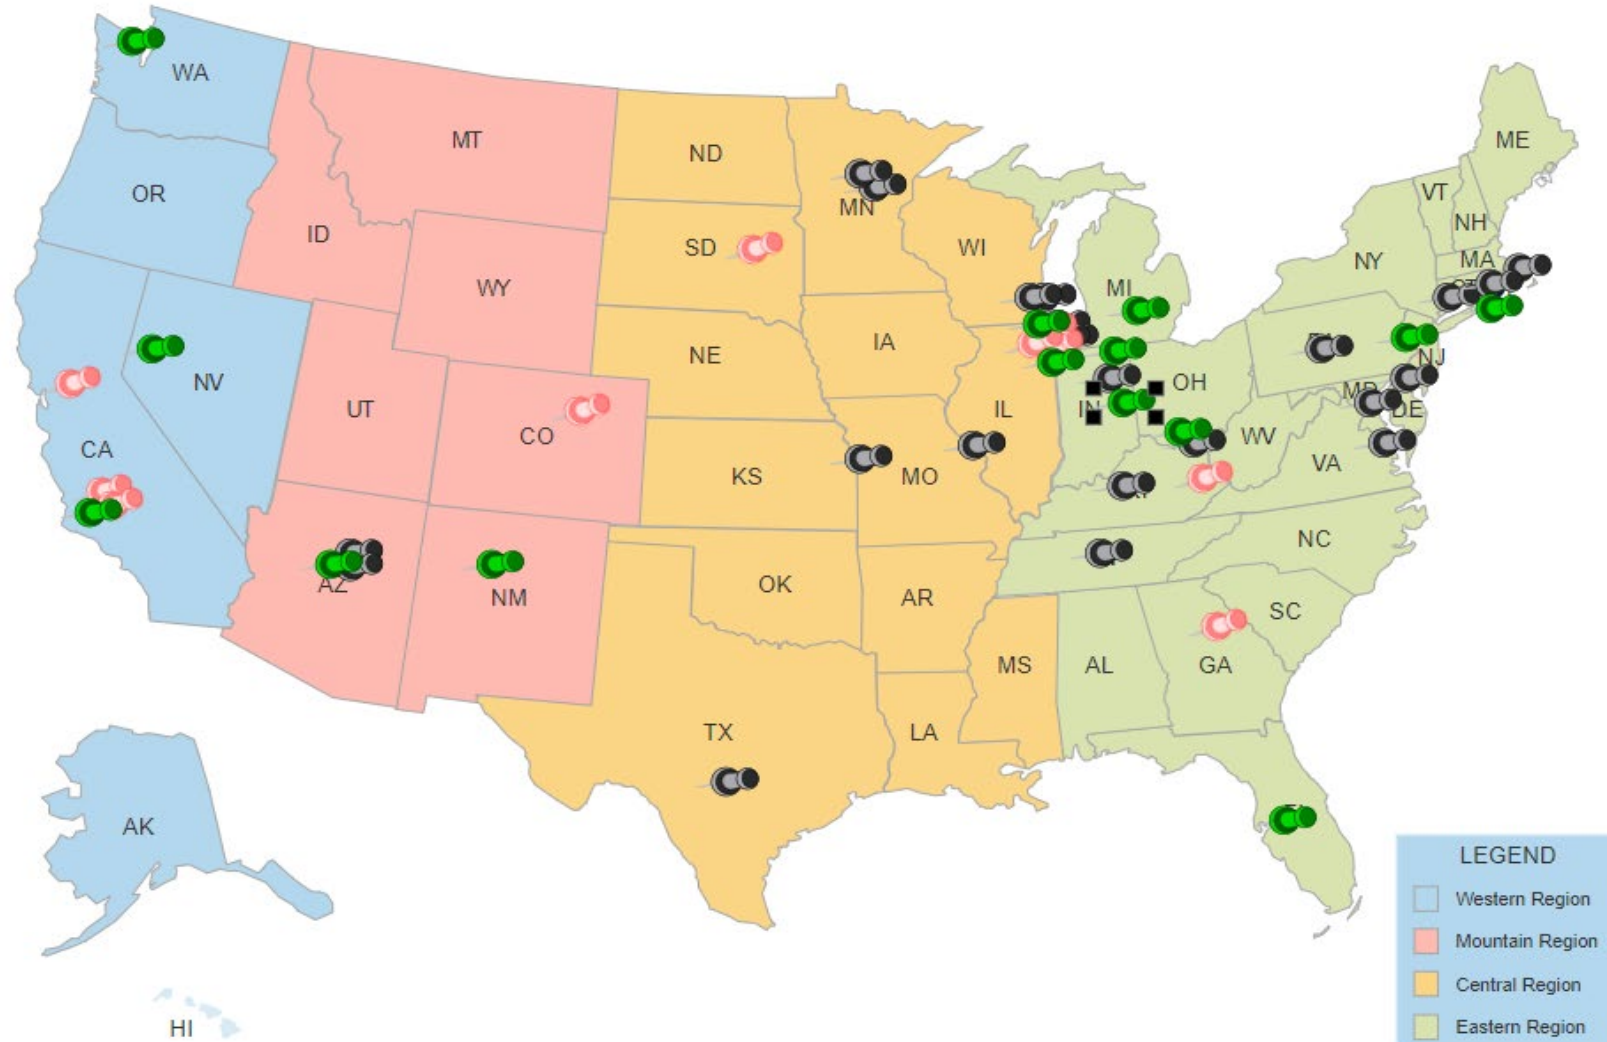 WA
MT
ND
ME
OR
VT
MN
NH
ID
SD
WI
NY
MA
WY
MI
NE
IA
NJ
NV
UT
OH
IL
IN
DE
CO
CA
WV
VA
KS
MO
NC
AZ
NM
OK
AR
SC
MS
AL
GA
TX
LA
AK
HI
LEGEND
Western Region
Mountain Region
Central Region
Eastern Region